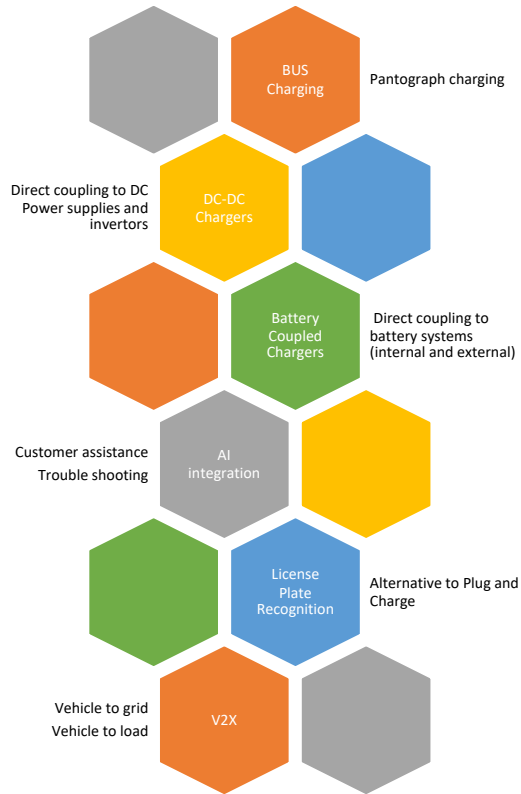 BUS
Charging
Pantograph charging
Direct coupling to DC
Power supplies and
invertors
DC-DC
Chargers
Battery
Coupled
Chargers
Direct coupling to
battery systems
(internal and external)
Customer assistance
Trouble shooting
AI
integration
License
Plate
Recognition
Alternative to Plug and
Charge
Vehicle to grid
Vehicle to load
V2X